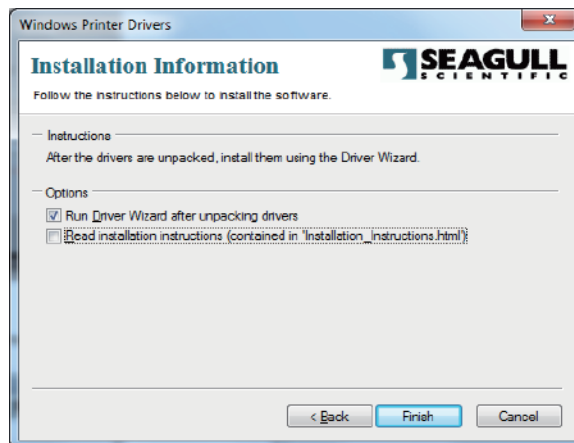 Windows Printer Drivers
Installation Information
SEAGULL
SCIENTIFIC
Follow the instructions below to install the software.
Instructions
After the drivers are unpacked, install them using the Driver Wizard.
Options
Run Driver Wizard after unpacking drivers
Read installation instructions (contained in 'Installation_Instructions.html')
< Back
Finish
Cancel